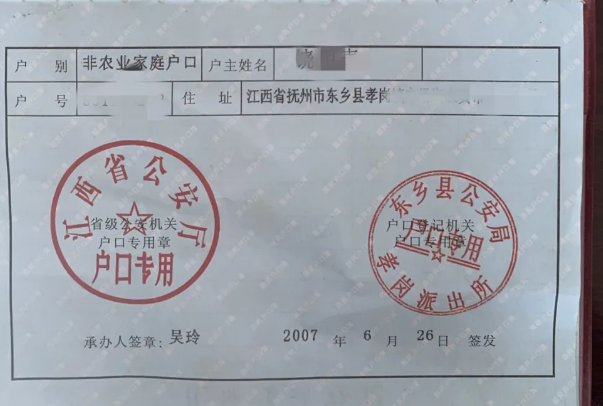 户 别 非农业家庭户口 户主姓名
户 号 住 址 江西省抚州市东乡县孝岗
江西省公安厅
省级公安机关
户口专用章
户口专用
东乡县公安局
户口登记机关
户口专用章
户口专用
孝岗派出所
承办人签章:吴玲 2007 年 6 月 26 日 签发